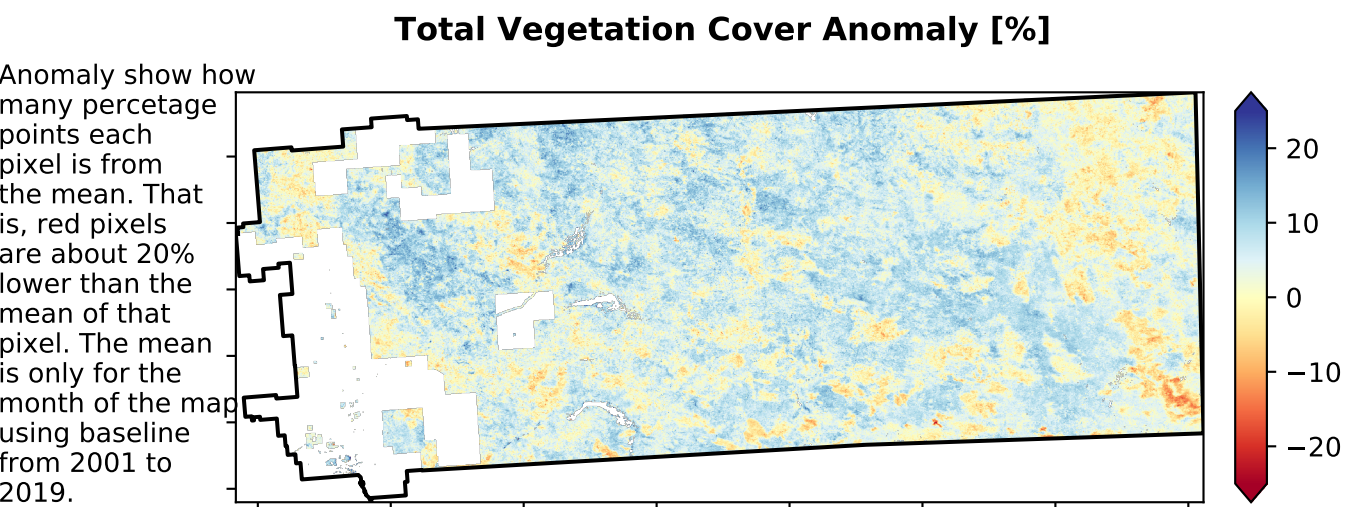 Total Vegetation Cover Anomaly [%]
Anomaly show how
many percetage
points each
pixel is from
the mean. That
is, red pixels
are about 20%
lower than the
mean of that
pixel. The mean
is only for the
month of the map
using baseline
from 2001 to
2019.
20
10
0
−10
−20